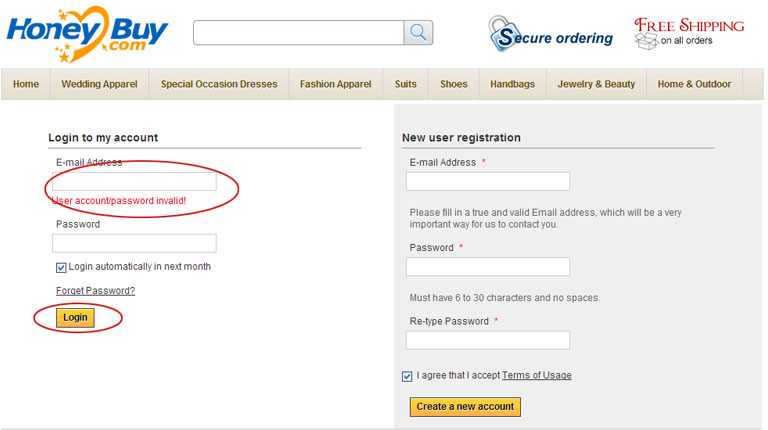 HoneyBuy
.com
Secure ordering
FREE SHIPPING
on all orders
Home Wedding Apparel Special Occasion Dresses Fashion Apparel Suits Shoes Handbags Jewelry & Beauty Home & Outdoor
Login to my account
E-mail Address
User account/password invalid!
Password
Login automatically in next month
Forget Password?
Login
New user registration
E-mail Address *
Please fill in a true and valid Email address, which will be a very
important way for us to contact you.
Password *
Must have 6 to 30 characters and no spaces.
Re-type Password *
I agree that I accept Terms of Usage
Create a new account